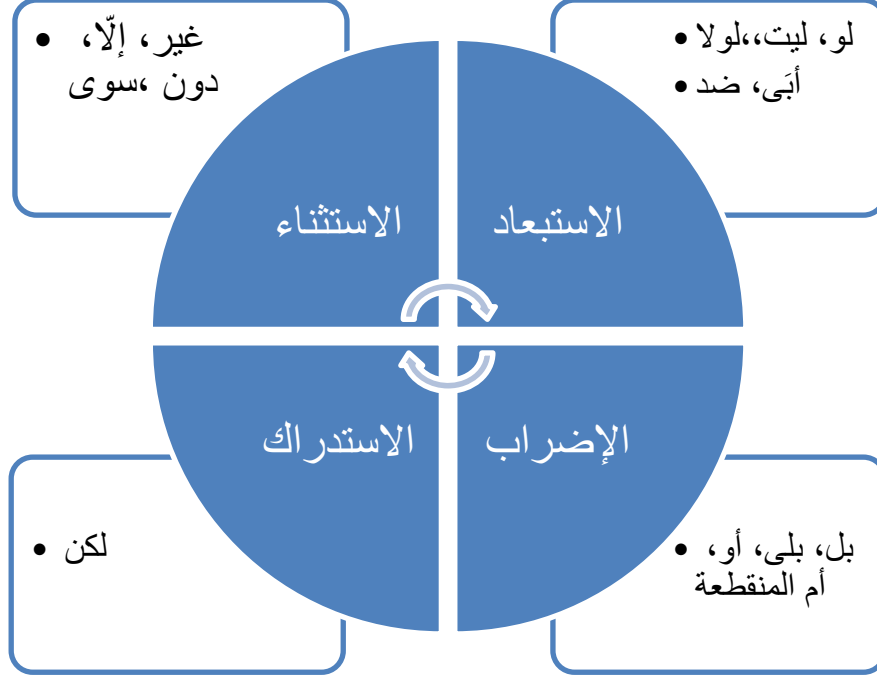 • لو، ليت،،لولا
• أبَى، ضد
• غير، إلّا،
دون ،سوى
الاستبعاد
الاستثناء
الإضراب
الاستدراك
• بل، بلى، أو،
أم المنقطعة
• لكن